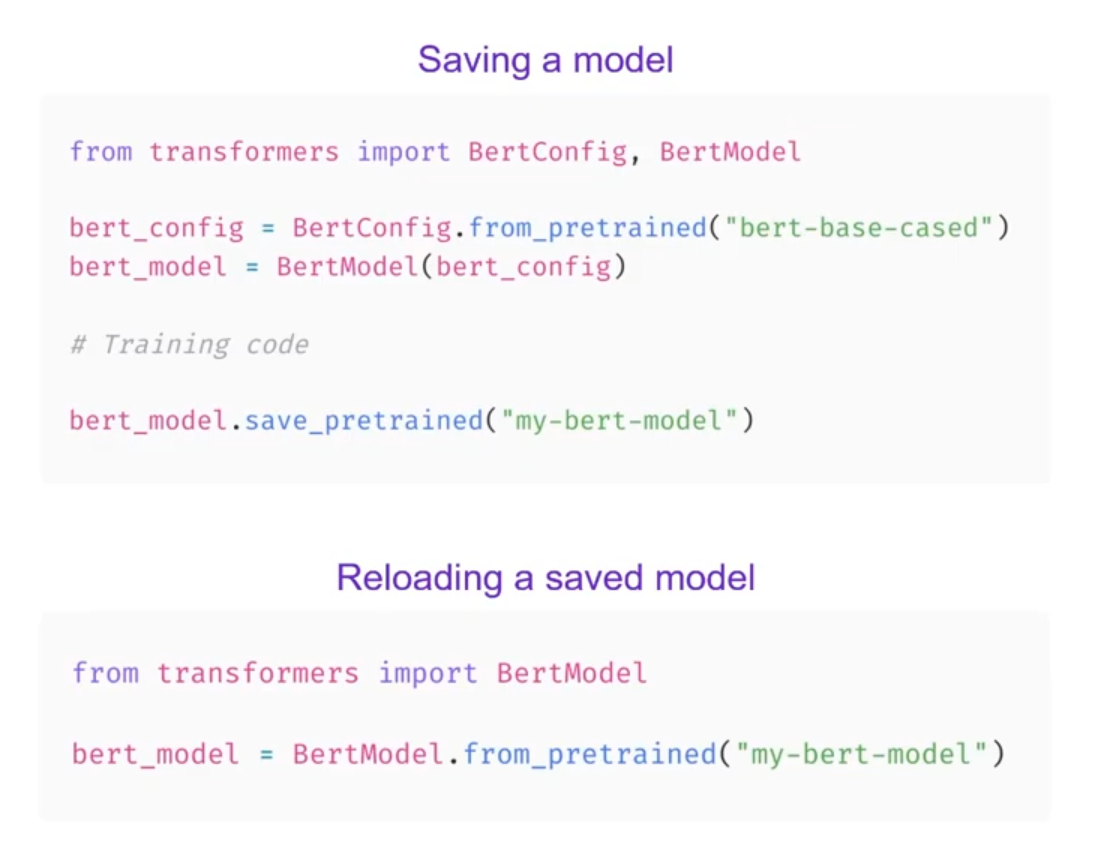 Saving a model
from transformers import BertConfig, BertModel
bert_config = BertConfig.from_pretrained("bert-base-cased")
bert_model = BertModel(bert_config)
# Training code
bert_model.save_pretrained("my-bert-model")
Reloading a saved model
from transformers import BertModel
bert_model = BertModel.from_pretrained("my-bert-model")